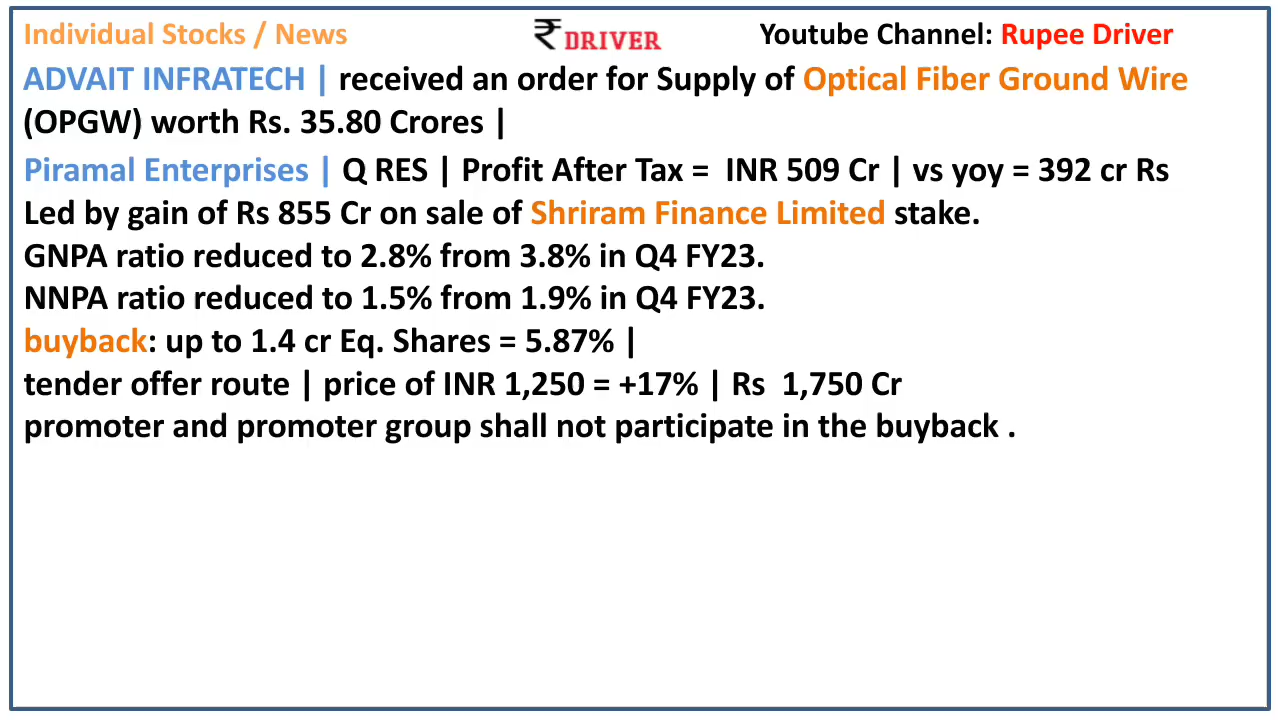 Individual Stocks / News
₹ DRIVER
Youtube Channel: Rupee Driver
ADVAIT INFRATECH | received an order for Supply of Optical Fiber Ground Wire
(OPGW) worth Rs. 35.80 Crores |
Piramal Enterprises | Q RES | Profit After Tax = INR 509 Cr | vs yoy = 392 cr Rs
Led by gain of Rs 855 Cr on sale of Shriram Finance Limited stake.
GNPA ratio reduced to 2.8% from 3.8% in Q4 FY23.
NNPA ratio reduced to 1.5% from 1.9% in Q4 FY23.
buyback: up to 1.4 cr Eq. Shares = 5.87% |
tender offer route | price of INR 1,250 = +17% | Rs 1,750 Cr
promoter and promoter group shall not participate in the buyback .